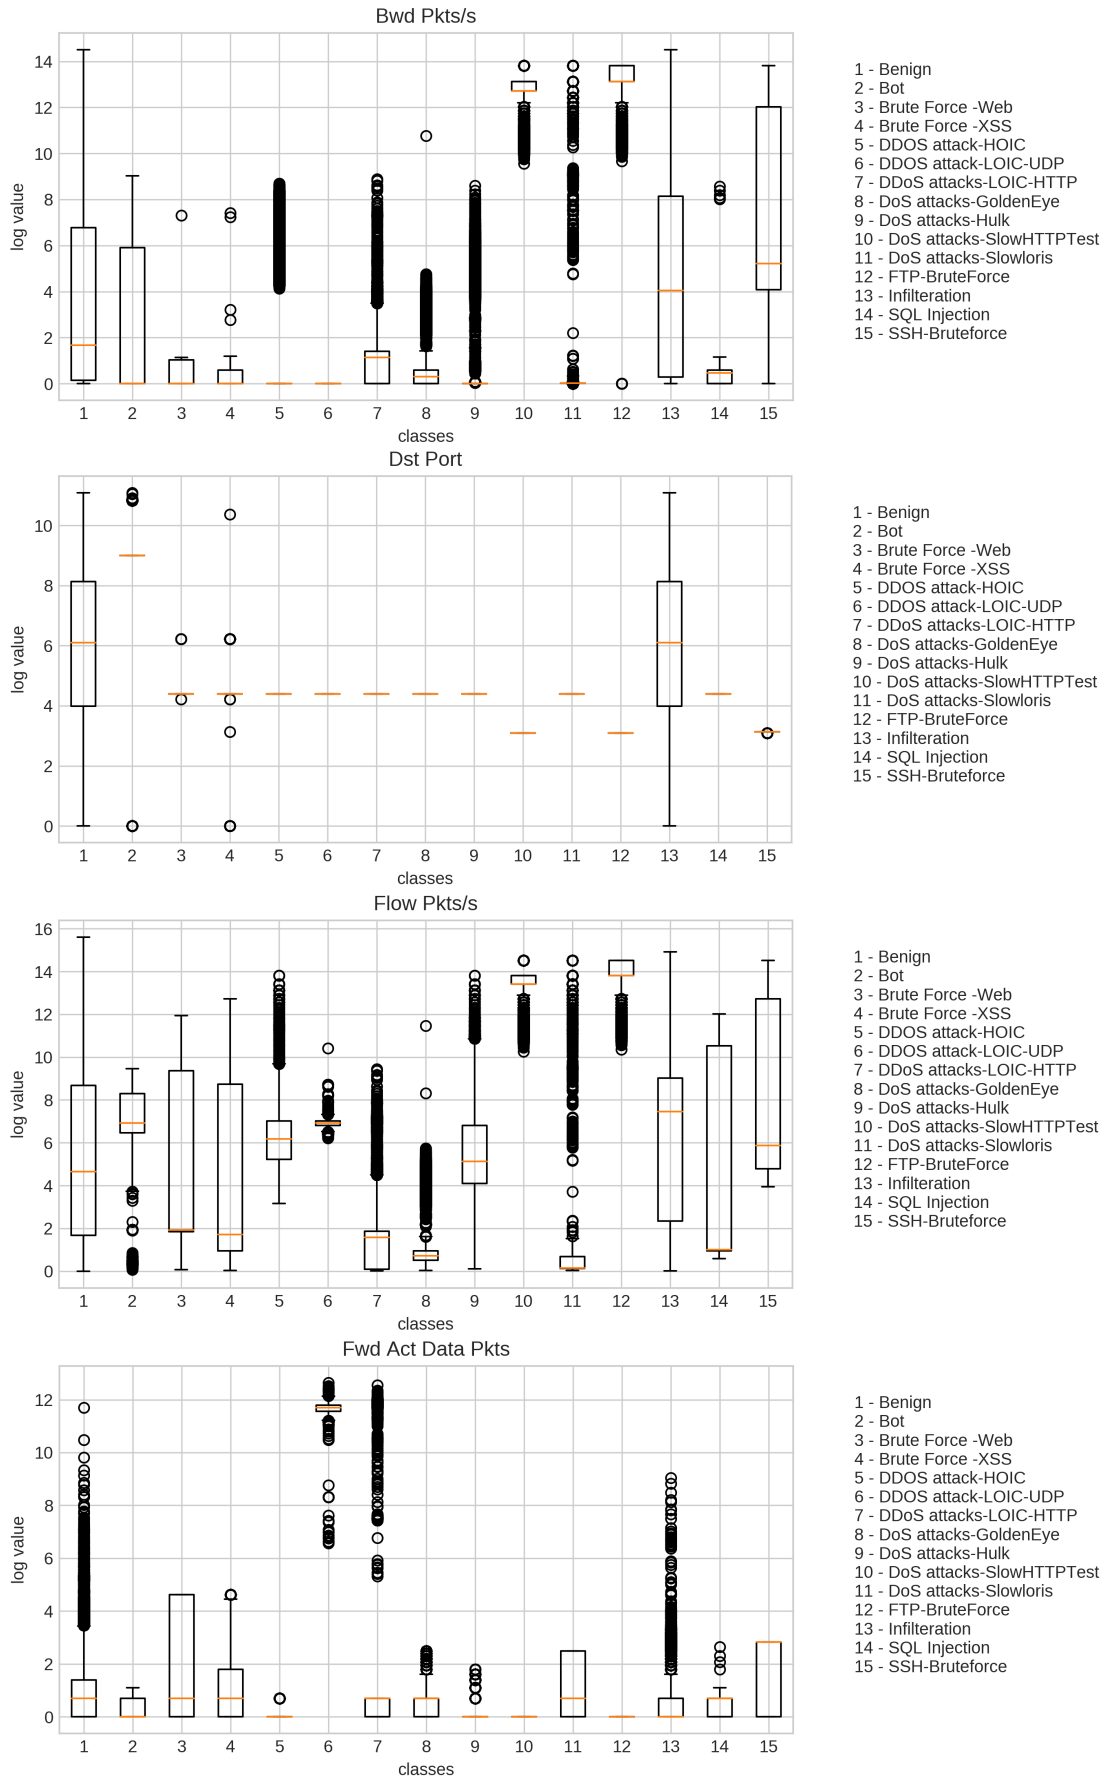 Bwd Pkts/s
14
12
10
8
6
4
2
0
log value
1 2 3 4 5 6 7 8 9 10 11 12 13 14 15
classes
1 - Benign
2 - Bot
3 - Brute Force -Web
4 - Brute Force -XSS
5 - DDOS attack-HOIC
6 - DDOS attack-LOIC-UDP
7 - DDoS attacks-LOIC-HTTP
8 - DoS attacks-GoldenEye
9 - DoS attacks-Hulk
10 - DoS attacks-SlowHTTPTest
11 - DoS attacks-Slowloris
12 - FTP-BruteForce
13 - Infilteration
14 - SQL Injection
15 - SSH-Bruteforce
Dst Port
10
8
6
4
2
0
log value
1 2 3 4 5 6 7 8 9 10 11 12 13 14 15
classes
1 - Benign
2 - Bot
3 - Brute Force -Web
4 - Brute Force -XSS
5 - DDOS attack-HOIC
6 - DDOS attack-LOIC-UDP
7 - DDoS attacks-LOIC-HTTP
8 - DoS attacks-GoldenEye
9 - DoS attacks-Hulk
10 - DoS attacks-SlowHTTPTest
11 - DoS attacks-Slowloris
12 - FTP-BruteForce
13 - Infilteration
14 - SQL Injection
15 - SSH-Bruteforce
Flow Pkts/s
16
14
12
10
8
6
4
2
0
log value
1 2 3 4 5 6 7 8 9 10 11 12 13 14 15
classes
1 - Benign
2 - Bot
3 - Brute Force -Web
4 - Brute Force -XSS
5 - DDOS attack-HOIC
6 - DDOS attack-LOIC-UDP
7 - DDoS attacks-LOIC-HTTP
8 - DoS attacks-GoldenEye
9 - DoS attacks-Hulk
10 - DoS attacks-SlowHTTPTest
11 - DoS attacks-Slowloris
12 - FTP-BruteForce
13 - Infilteration
14 - SQL Injection
15 - SSH-Bruteforce
Fwd Act Data Pkts
12
10
8
6
4
2
0
log value
1 2 3 4 5 6 7 8 9 10 11 12 13 14 15
classes
1 - Benign
2 - Bot
3 - Brute Force -Web
4 - Brute Force -XSS
5 - DDOS attack-HOIC
6 - DDOS attack-LOIC-UDP
7 - DDoS attacks-LOIC-HTTP
8 - DoS attacks-GoldenEye
9 - DoS attacks-Hulk
10 - DoS attacks-SlowHTTPTest
11 - DoS attacks-Slowloris
12 - FTP-BruteForce
13 - Infilteration
14 - SQL Injection
15 - SSH-Bruteforce